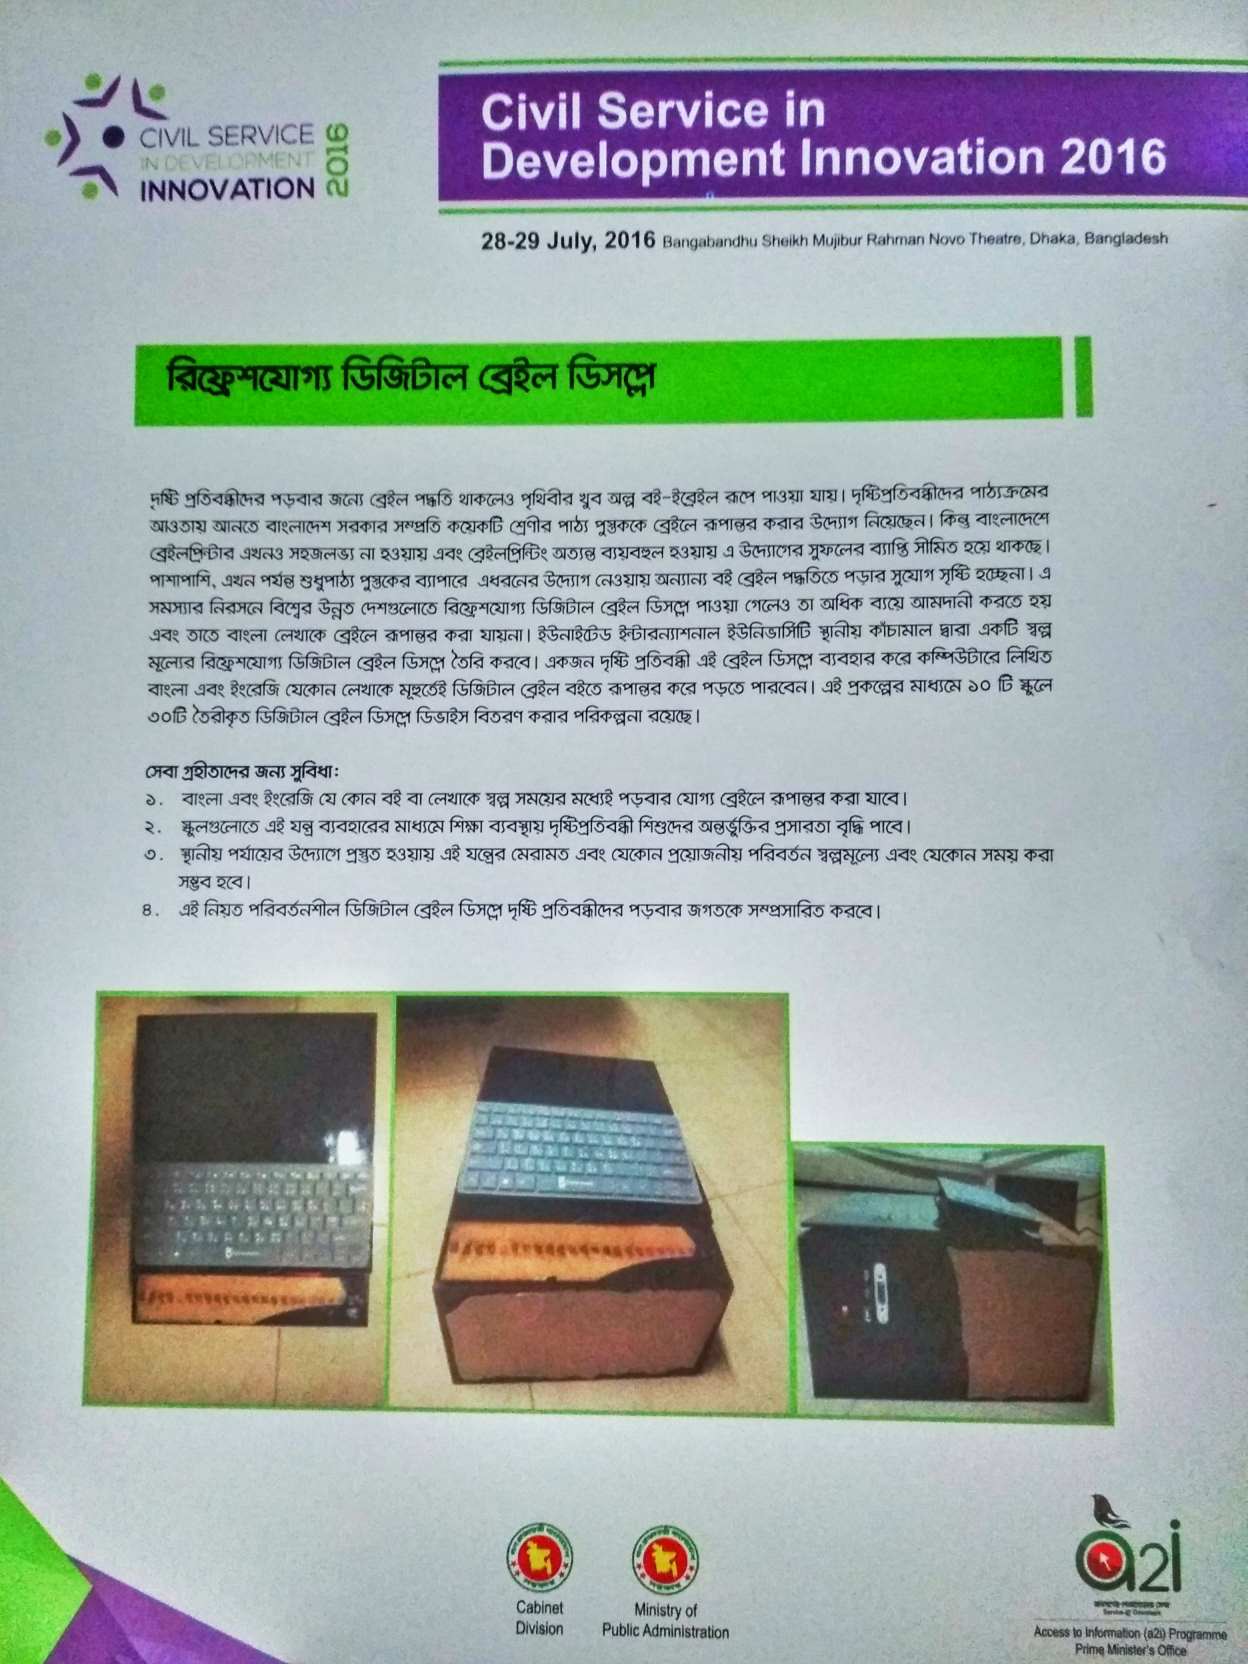 CIVIL SERVICE
IN DEVELOPMENT
INNOVATION
2016
Civil Service in
Development Innovation 2016
28-29 July, 2016 Bangabandhu Sheikh Mujibur Rahman Novo Theatre, Dhaka, Bangladesh
রিফ্রেশযোগ্য ডিজিটাল ব্রেইল ডিসপ্লে
দৃষ্টি প্রতিবন্ধীদের পড়বার জন্যে ব্রেইল পদ্ধতি থাকলেও পৃথিবীর খুব অল্প বই-ইব্রেইল রূপে পাওয়া যায়। দৃষ্টিপ্রতিবন্ধীদের পাঠ্যক্রমের
আওতায় আনতে বাংলাদেশ সরকার সম্প্রতি কয়েকটি শ্রেণীর পাঠ্য পুস্তককে ব্রেইলে রূপান্তর করার উদ্যোগ নিয়েছেন। কিন্তু বাংলাদেশে
ব্রেইলপ্রিন্টার এখনও সহজলভ্য না হওয়ায় এবং ব্রেইলপ্রিন্টিং অত্যন্ত ব্যয়বহুল হওয়ায় এ উদ্যোগের সুফলের ব্যাপ্তি সীমিত হয়ে থাকছে।
পাশাপাশি, এখন পর্যন্ত শুধুপাঠ্য পুস্তকের ব্যাপারে এধরনের উদ্যোগ নেওয়ায় অন্যান্য বই ব্রেইল পদ্ধতিতে পড়ার সুযোগ সৃষ্টি হচ্ছেনা। এ
সমস্যার নিরসনে বিশ্বের উন্নত দেশগুলোতে রিফ্রেশযোগ্য ডিজিটাল ব্রেইল ডিসপ্লে পাওয়া গেলেও তা অধিক ব্যয়ে আমদানী করতে হয়
এবং তাতে বাংলা লেখাকে ব্রেইলে রূপান্তর করা যায়না। ইউনাইটেড ইন্টারন্যাশনাল ইউনিভার্সিটি স্থানীয় কাঁচামাল দ্বারা একটি স্বল্প
মূল্যের রিফ্রেশযোগ্য ডিজিটাল ব্রেইল ডিসপ্লে তৈরি করবে। একজন দৃষ্টি প্রতিবন্ধী এই ব্রেইল ডিসপ্লে ব্যবহার করে কম্পিউটারে লিখিত
বাংলা এবং ইংরেজি যেকোন লেখাকে মূহুর্তেই ডিজিটাল ব্রেইল বইতে রূপান্তর করে পড়তে পারবেন। এই প্রকল্পের মাধ্যমে ১০ টি স্কুলে
৩০টি তৈরীকৃত ডিজিটাল ব্রেইল ডিসপ্লে ডিভাইস বিতরণ করার পরিকল্পনা রয়েছে।
সেবা গ্রহীতাদের জন্য সুবিধা:
১. বাংলা এবং ইংরেজি যে কোন বই বা লেখাকে স্বল্প সময়ের মধ্যেই পড়বার যোগ্য ব্রেইলে রূপান্তর করা যাবে।
২. স্কুলগুলোতে এই যন্ত্র ব্যবহারের মাধ্যমে শিক্ষা ব্যবস্থায় দৃষ্টিপ্রতিবন্ধী শিশুদের অন্তর্ভুক্তির প্রসারতা বৃদ্ধি পাবে।
৩. স্থানীয় পর্যায়ের উদ্যোগে প্রস্তুত হওয়ায় এই যন্ত্রের মেরামত এবং যেকোন প্রয়োজনীয় পরিবর্তন স্বল্পমূল্যে এবং যেকোন সময় করা
সম্ভব হবে।
৪. এই নিয়ত পরিবর্তনশীল ডিজিটাল ব্রেইল ডিসপ্লে দৃষ্টি প্রতিবন্ধীদের পড়বার জগতকে সম্প্রসারিত করবে।
Cabinet
Division
Ministry of
Public Administration
a2i
Access to Information (a2i) Programme
Prime Minister's Office